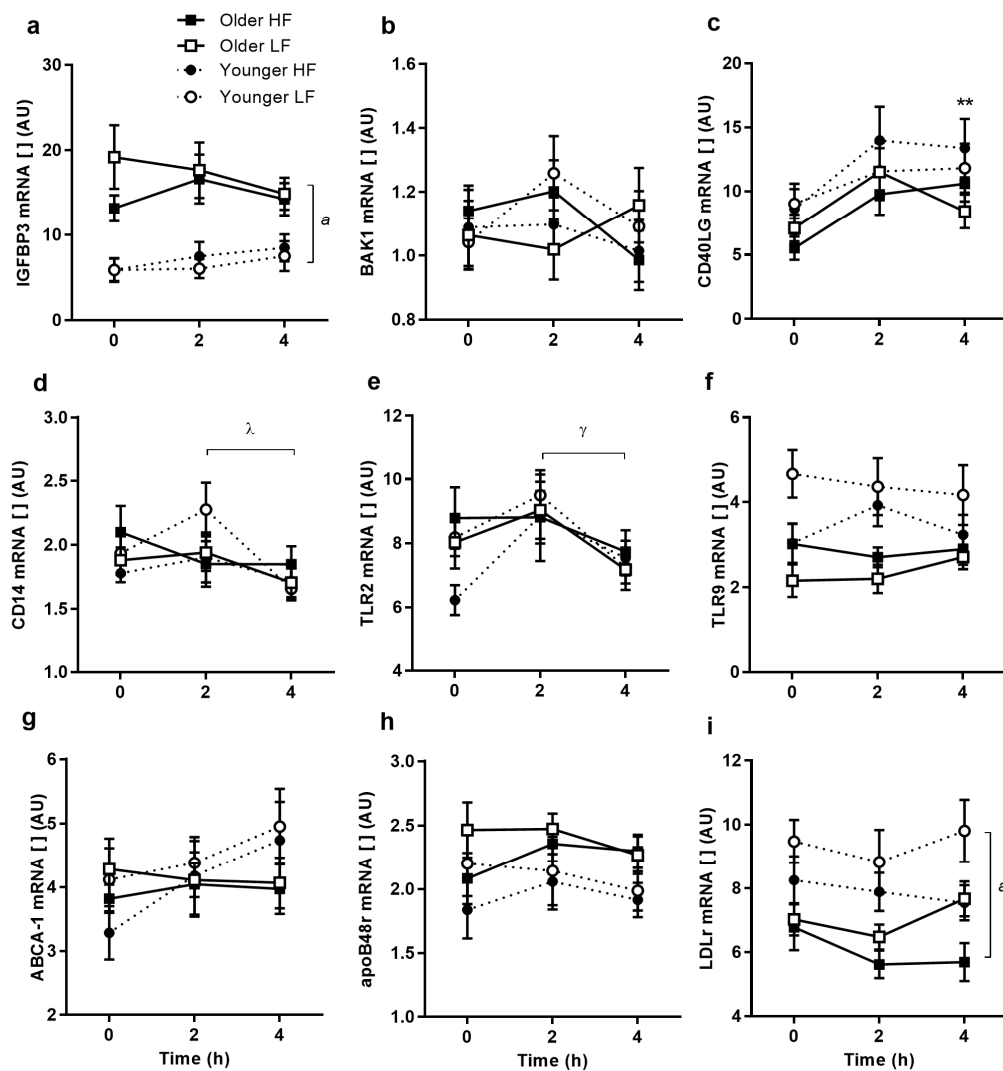 a
Older HF
Older LF
Younger HF
Younger LF
IGFBP3 mRNA [ ] (AU)
30
20
10
0
a
0 2 4
b
BAK1 mRNA [ ] (AU)
1.6
1.4
1.2
1.0
0.8
0 2 4
c
CD40LG mRNA [ ] (AU)
20
15
10
5
0
**
0 2 4
d
CD14 mRNA [ ] (AU)
3.0
2.5
2.0
1.5
1.0
λ
0 2 4
e
TLR2 mRNA [ ] (AU)
12
10
8
6
4
γ
0 2 4
f
TLR9 mRNA [ ] (AU)
6
4
2
0
0 2 4
g
ABCA-1 mRNA [ ] (AU)
6
5
4
3
2
0 2 4
Time (h)
h
apoB48r mRNA [ ] (AU)
3.0
2.5
2.0
1.5
1.0
0 2 4
Time (h)
i
LDLr mRNA [ ] (AU)
12
10
8
6
4
a
0 2 4
Time (h)